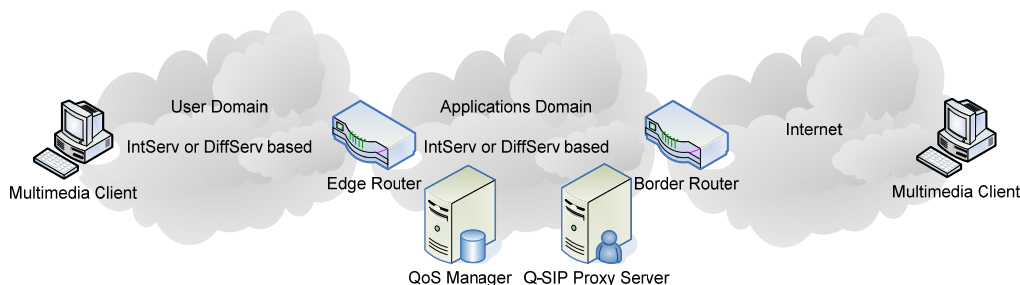 User Domain
Applications Domain
Internet
IntServ or DiffServ based
IntServ or DiffServ based
Multimedia Client
Edge Router
Border Router
Multimedia Client
QoS Manager
Q-SIP Proxy Server